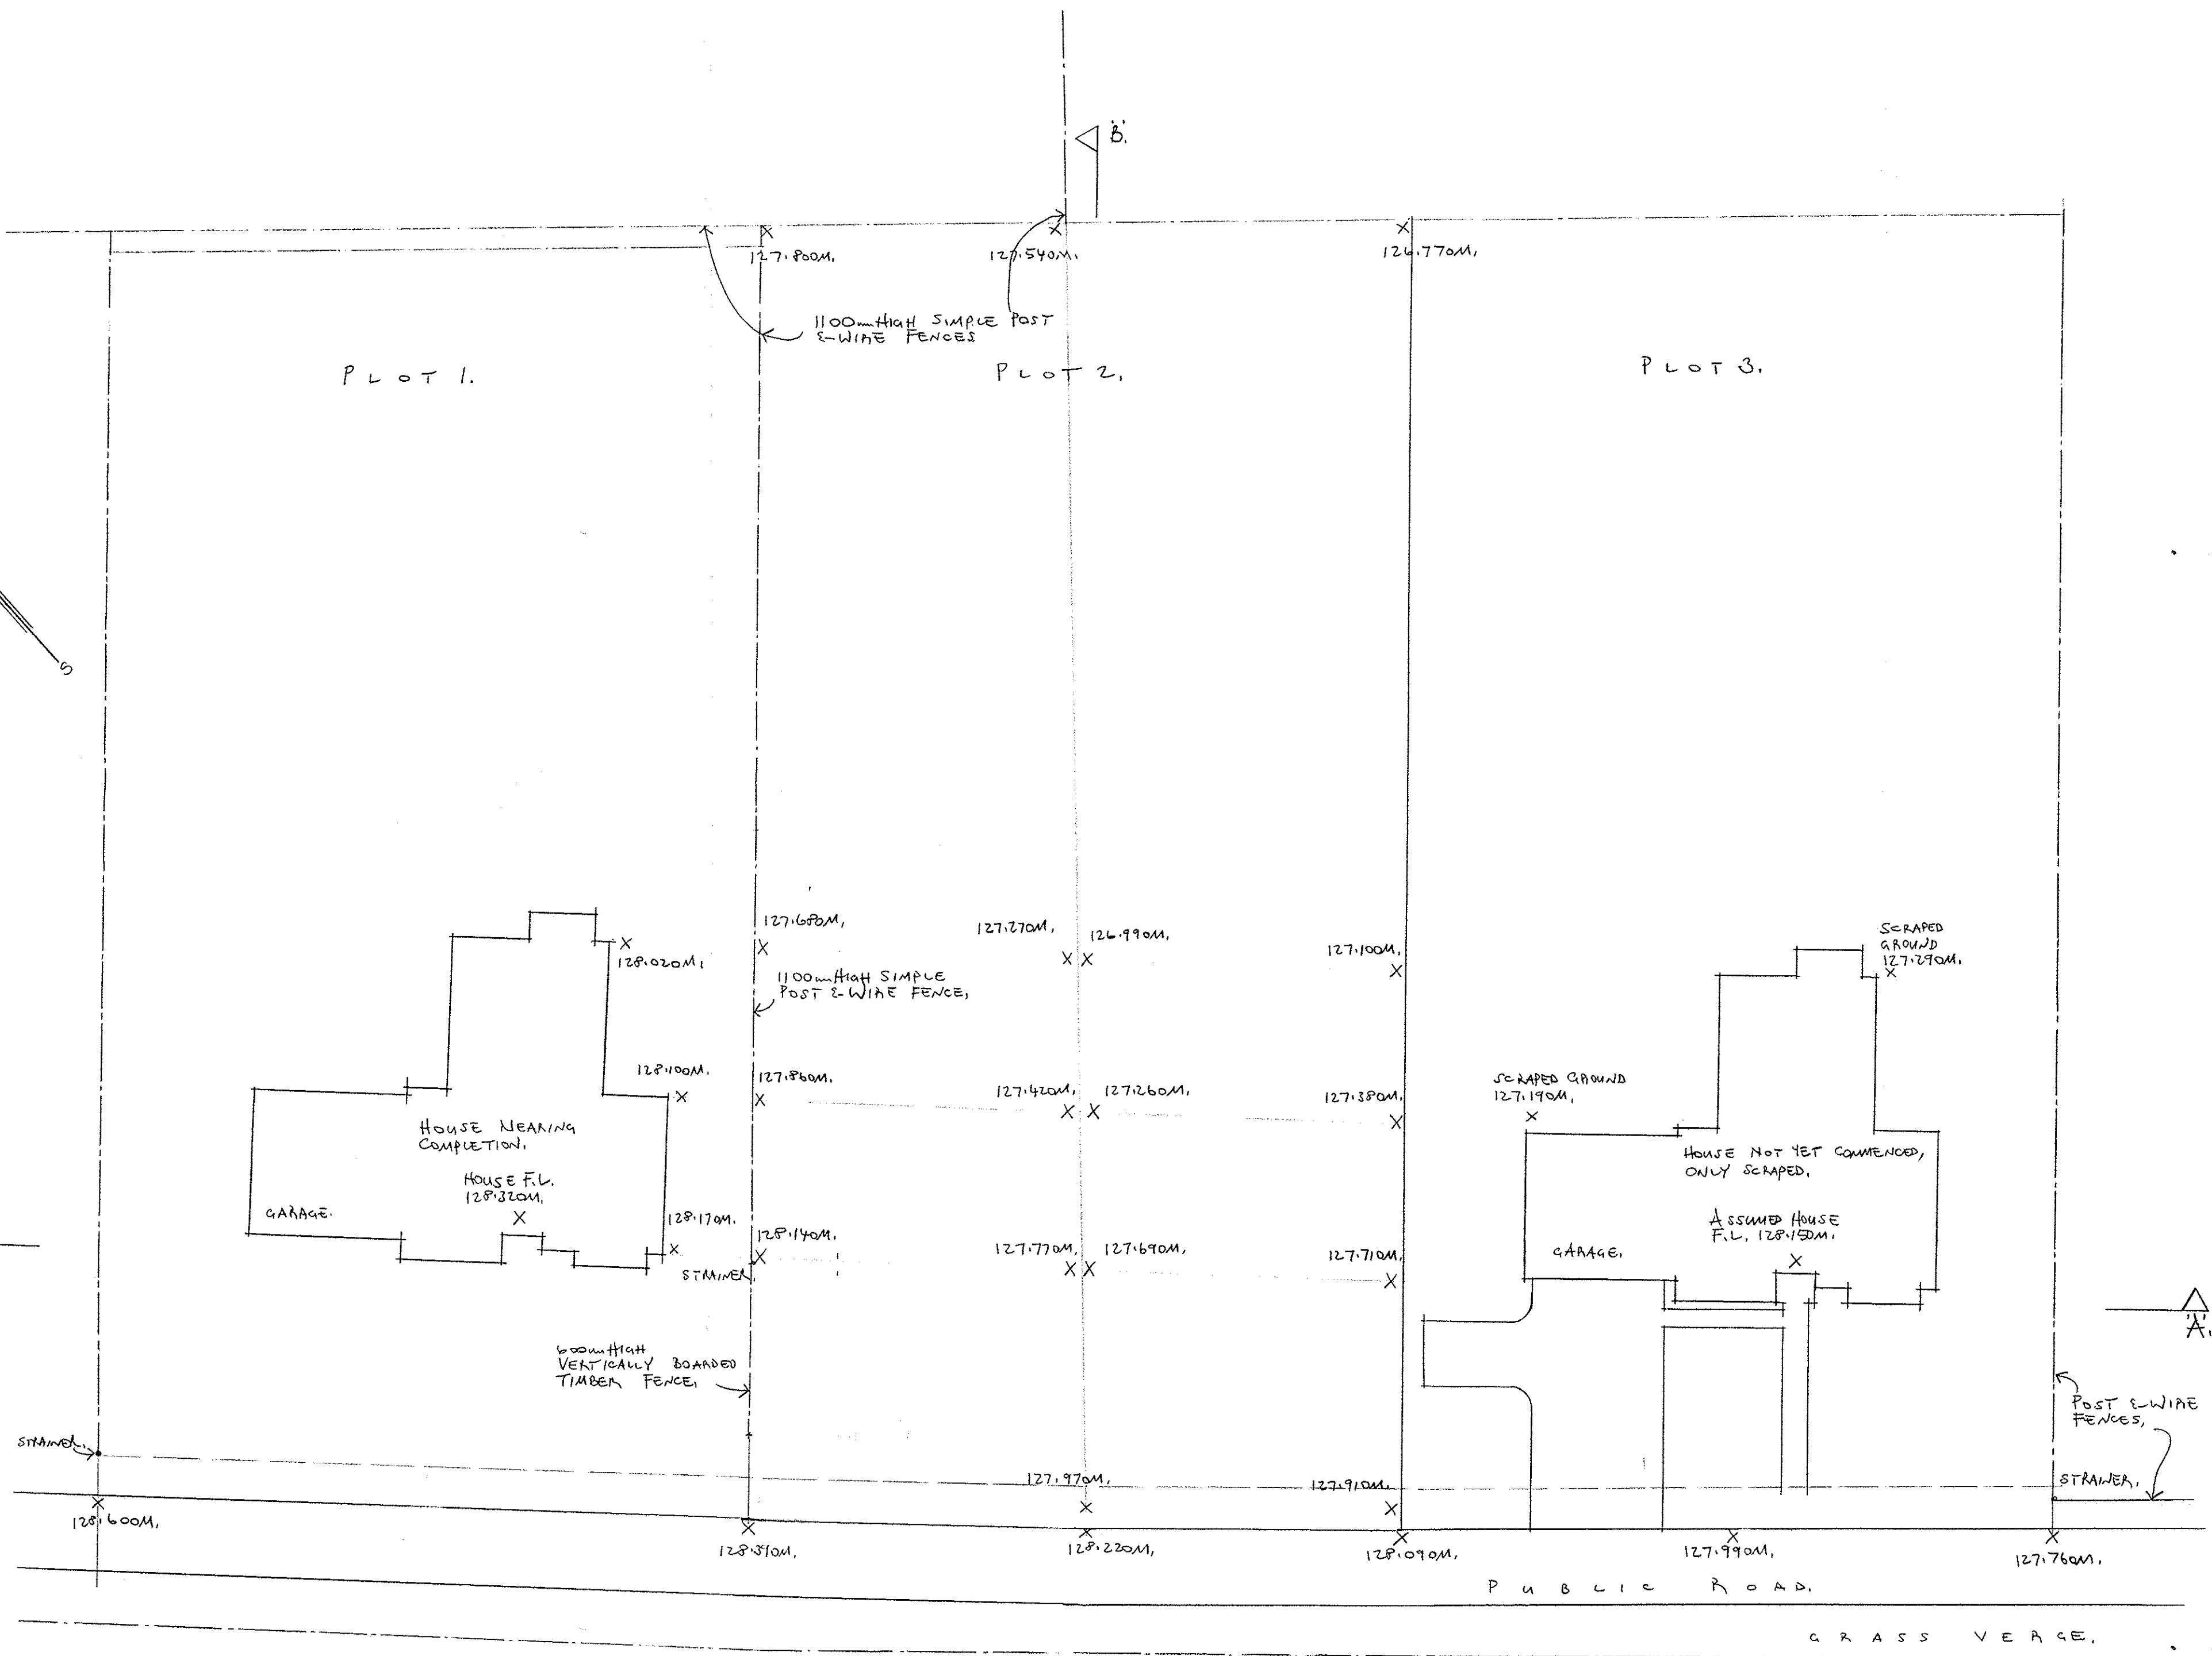 'B'.
127.800M.
127.540M.
126.770M.
1100mm HIGH SIMPLE POST
& WIRE FENCES
PLOT 1.
PLOT 2.
PLOT 3.
S
127.680M.
127.270M.
126.990M.
127.100M.
SCRAPED
GROUND
127.290M.
128.020M.
1100mm HIGH SIMPLE
POST & WIRE FENCE.
128.100M.
127.860M.
127.420M.
127.260M.
127.380M.
SCRAPED GROUND
127.190M.
HOUSE NEARING
COMPLETION.
HOUSE F.L.
128.320M.
GARAGE.
HOUSE NOT YET COMMENCED,
ONLY SCRAPED.
128.170M.
128.140M.
127.770M.
127.690M.
127.710M.
ASSUMED HOUSE
F.L. 128.150M.
GARAGE.
STRAINER.
'A'.
600mm HIGH
VERTICALLY BOARDED
TIMBER FENCE.
POST & WIRE
FENCES.
STRAINER.
127.970M.
127.910M.
STRAINER.
128.600M.
128.390M.
128.220M.
128.090M.
127.990M.
127.760M.
PUBLIC ROAD.
GRASS VERGE.